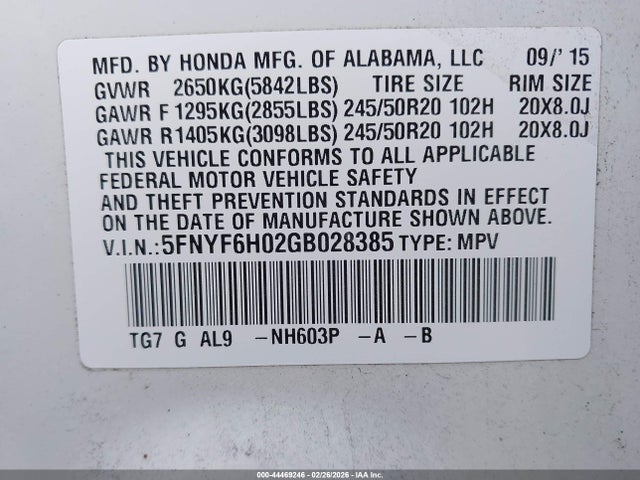 MFD. BY HONDA MFG. OF ALABAMA, LLC 09/' 15
GVWR 2650KG(5842LBS) TIRE SIZE RIM SIZE
GAWR F 1295KG(2855LBS) 245/50R20 102H 20X8.0J
GAWR R1405KG(3098LBS) 245/50R20 102H 20X8.0J
THIS VEHICLE CONFORMS TO ALL APPLICABLE
FEDERAL MOTOR VEHICLE SAFETY
AND THEFT PREVENTION STANDARDS IN EFFECT
ON THE DATE OF MANUFACTURE SHOWN ABOVE.
V.I.N.:5FNYF6H02GB028385 TYPE: MPV
TG7 G AL9 -NH603P -A -B
000-44469246 - 02/26/2026 - IAAI.com